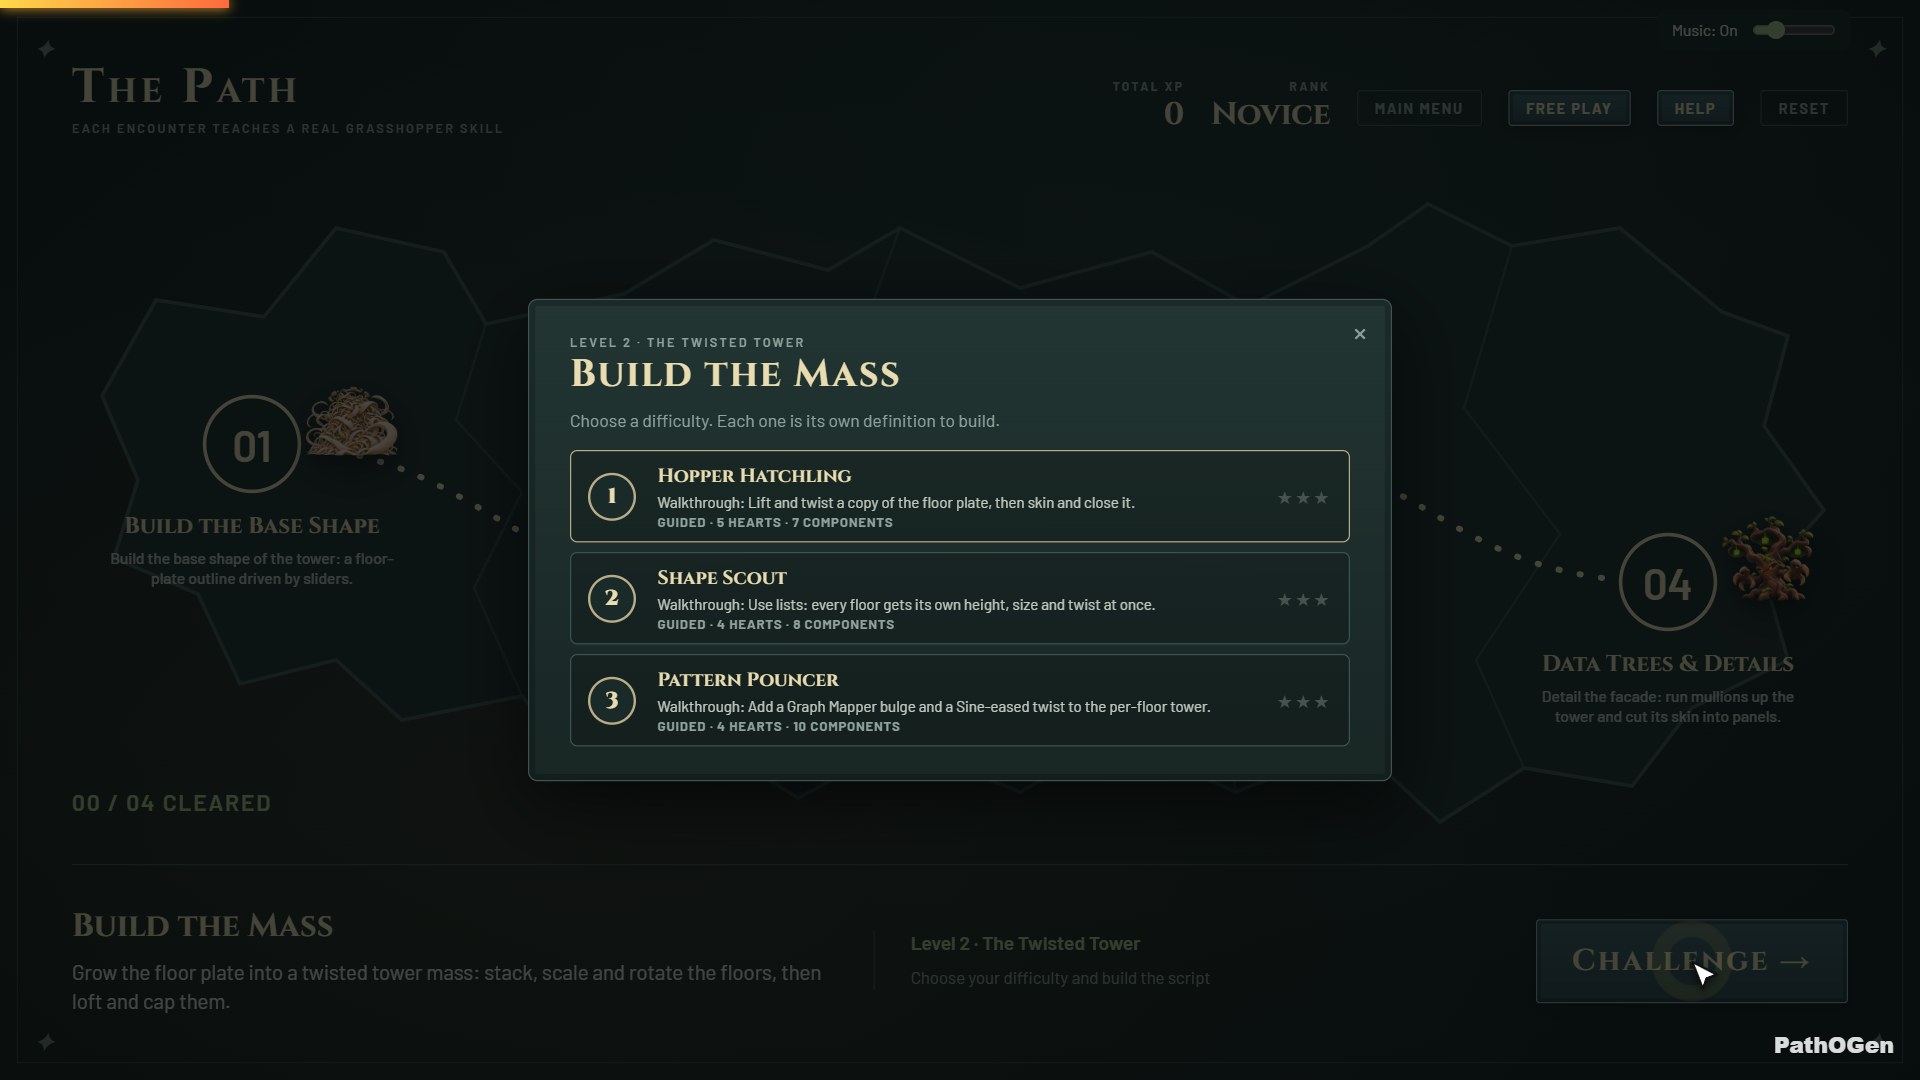 Music: On
The Path
EACH ENCOUNTER TEACHES A REAL GRASSHOPPER SKILL
TOTAL XP
0
RANK
Novice
MAIN MENU
FREE PLAY
HELP
RESET
LEVEL 2 · THE TWISTED TOWER
×
Build the Mass
Choose a difficulty. Each one is its own definition to build.
1
Hopper Hatchling
Walkthrough: Lift and twist a copy of the floor plate, then skin and close it.
GUIDED · 5 HEARTS · 7 COMPONENTS
★★★
2
Shape Scout
Walkthrough: Use lists: every floor gets its own height, size and twist at once.
GUIDED · 4 HEARTS · 8 COMPONENTS
★★★
3
Pattern Pouncer
Walkthrough: Add a Graph Mapper bulge and a Sine-eased twist to the per-floor tower.
GUIDED · 4 HEARTS · 10 COMPONENTS
★★★
01
Build the Base Shape
Build the base shape of the tower: a floor-
plate outline driven by sliders.
04
Data Trees & Details
Detail the facade: run mullions up the
tower and cut its skin into panels.
00 / 04 CLEARED
Build the Mass
Grow the floor plate into a twisted tower mass: stack, scale and rotate the floors, then
loft and cap them.
Level 2 · The Twisted Tower
Choose your difficulty and build the script
Challenge →
PathOGen